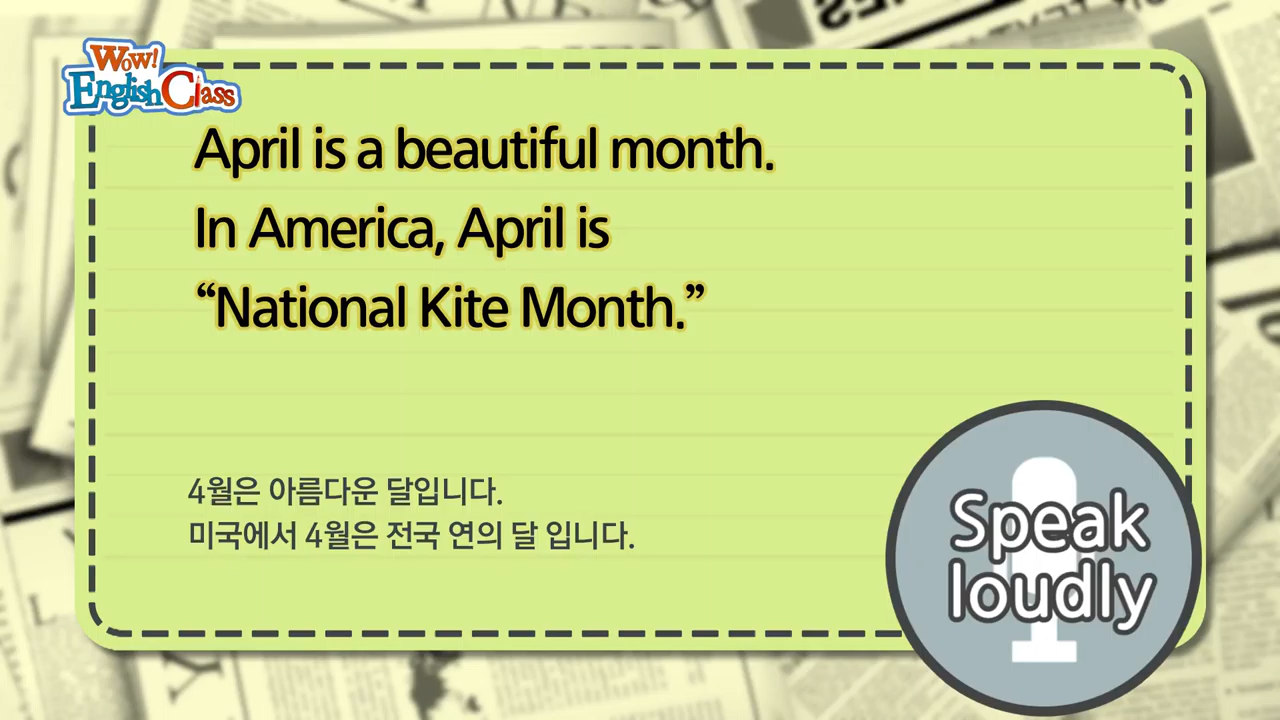 Wow!
English Class
April is a beautiful month.
In America, April is
“National Kite Month.”
4월은 아름다운 달입니다.
미국에서 4월은 전국 연의 달 입니다.
Speak
loudly